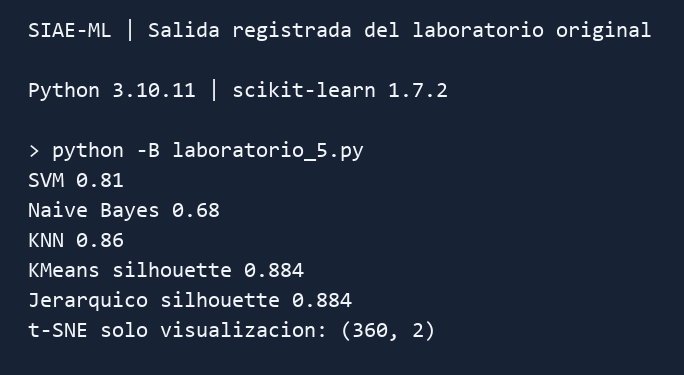 SIAE-ML | Salida registrada del laboratorio original
Python 3.10.11 | scikit-learn 1.7.2
> python -B laboratorio_5.py
SVM 0.81
Naive Bayes 0.68
KNN 0.86
KMeans silhouette 0.884
Jerarquico silhouette 0.884
t-SNE solo visualizacion: (360, 2)